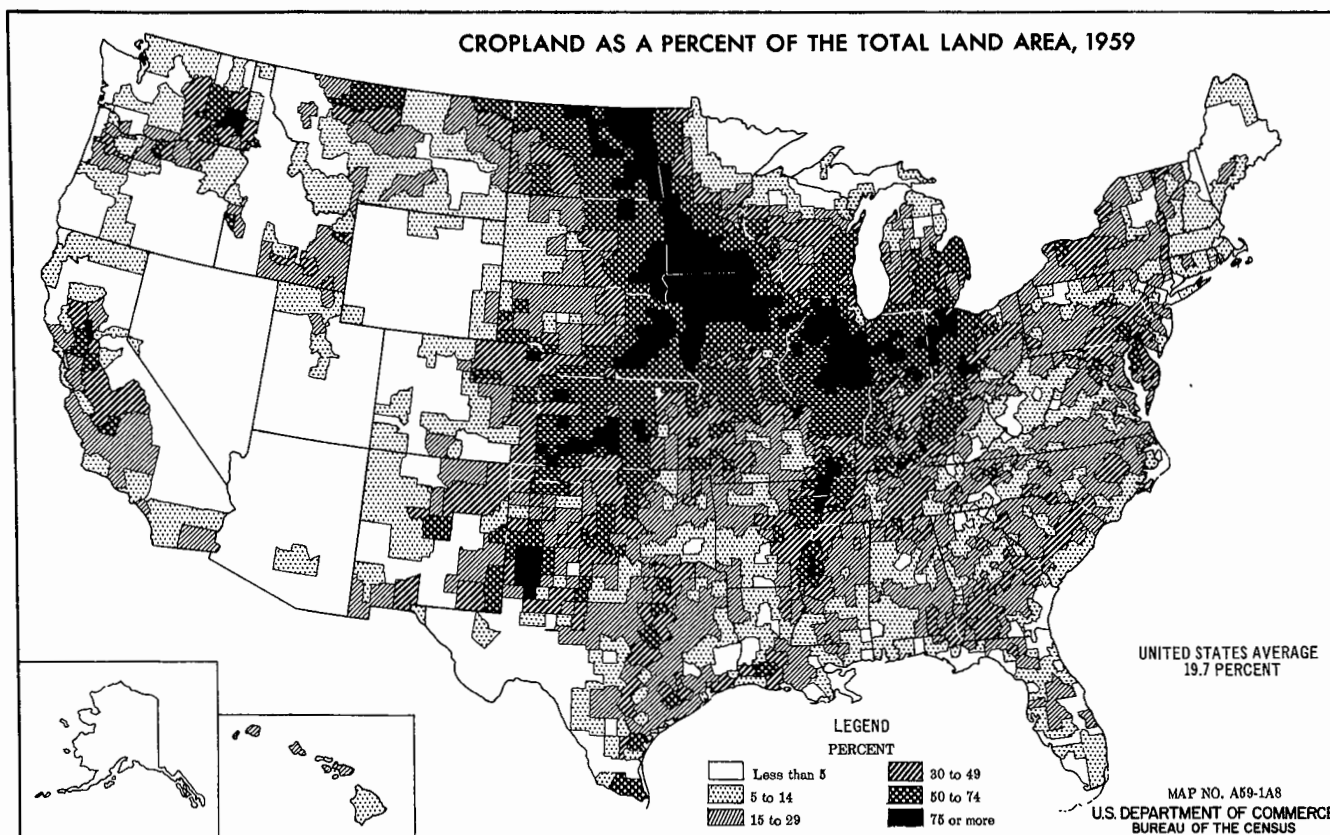 CROPLAND AS A PERCENT OF THE TOTAL LAND AREA, 1959
UNITED STATES AVERAGE
19.7 PERCENT
LEGEND
PERCENT
Less than 5
5 to 14
15 to 29
30 to 49
50 to 74
75 or more
MAP NO. A59-1A8
U.S. DEPARTMENT OF COMMERCE
BUREAU OF THE CENSUS